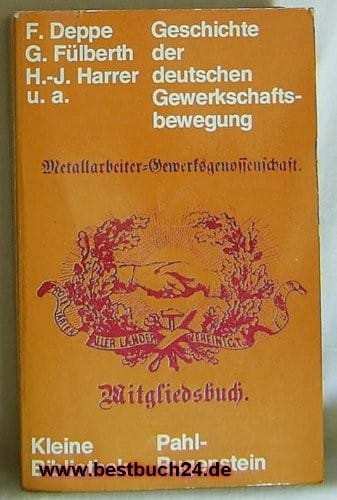 F. Deppe
G. Fülberth
H.-J. Harrer
u. a.
Geschichte
der
deutschen
Gewerkschafts-
bewegung
Metallarbeiter=Gewerksgenossenschaft.
ALLER LÄNDER VEREINIGT
Mitgliedsbuch.
Kleine
Pahl-
www.bestbuch24.de